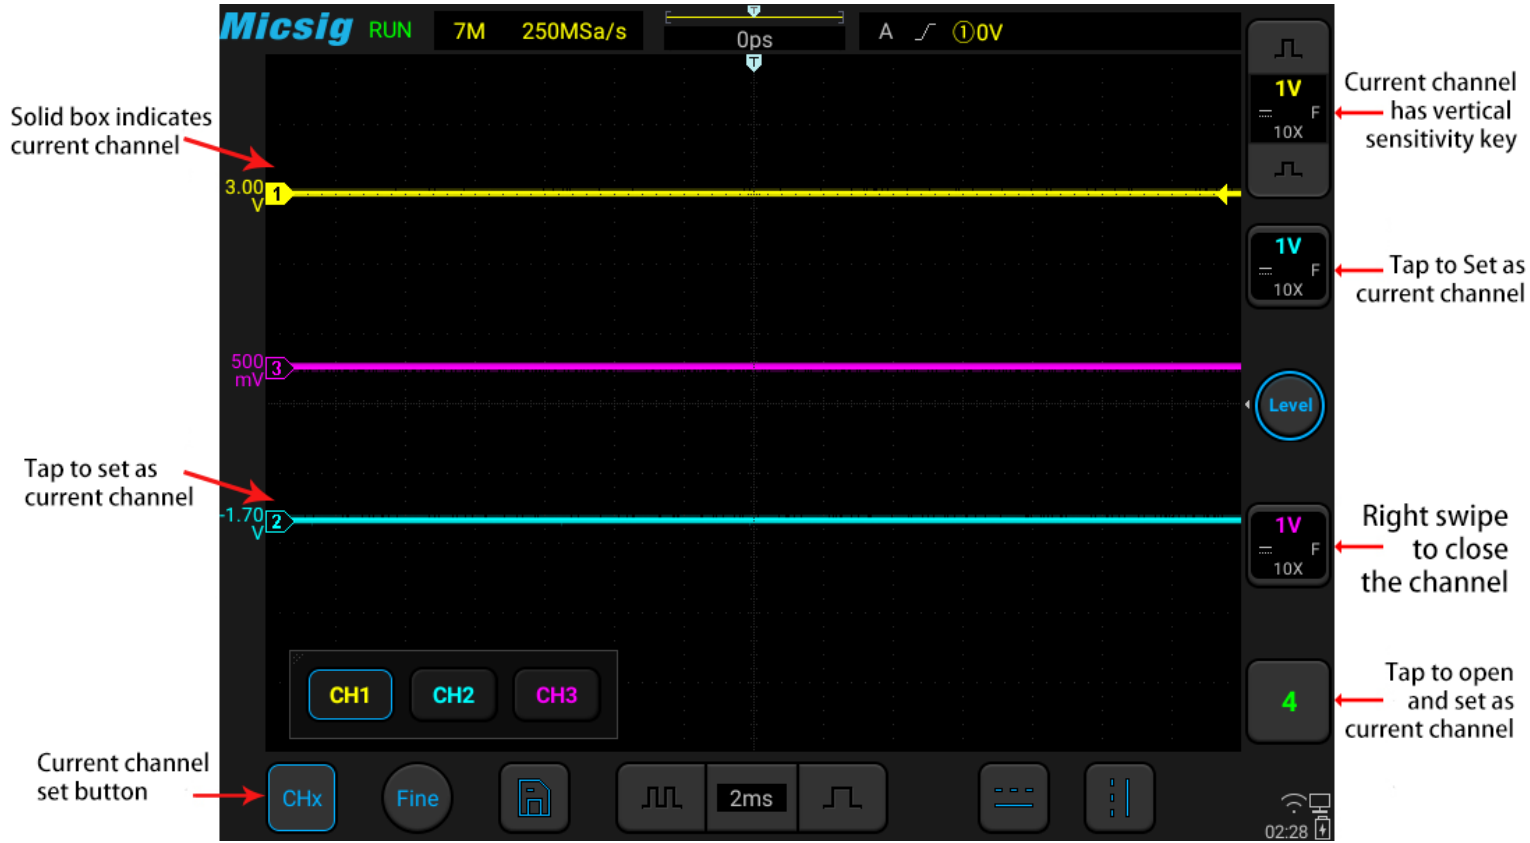 Micsig RUN 7M 250MSa/s 0ps A ①0V
T
T
Solid box indicates
current channel
3.00
V
1
500
mV
3
Tap to set as
current channel
-1.70
V
2
CH1 CH2 CH3
Current channel
set button
CHx Fine 2ms
1V
F
10X
Current channel
has vertical
sensitivity key
1V
F
10X
Tap to Set as
current channel
Level
1V
F
10X
Right swipe
to close
the channel
4
Tap to open
and set as
current channel
02:28